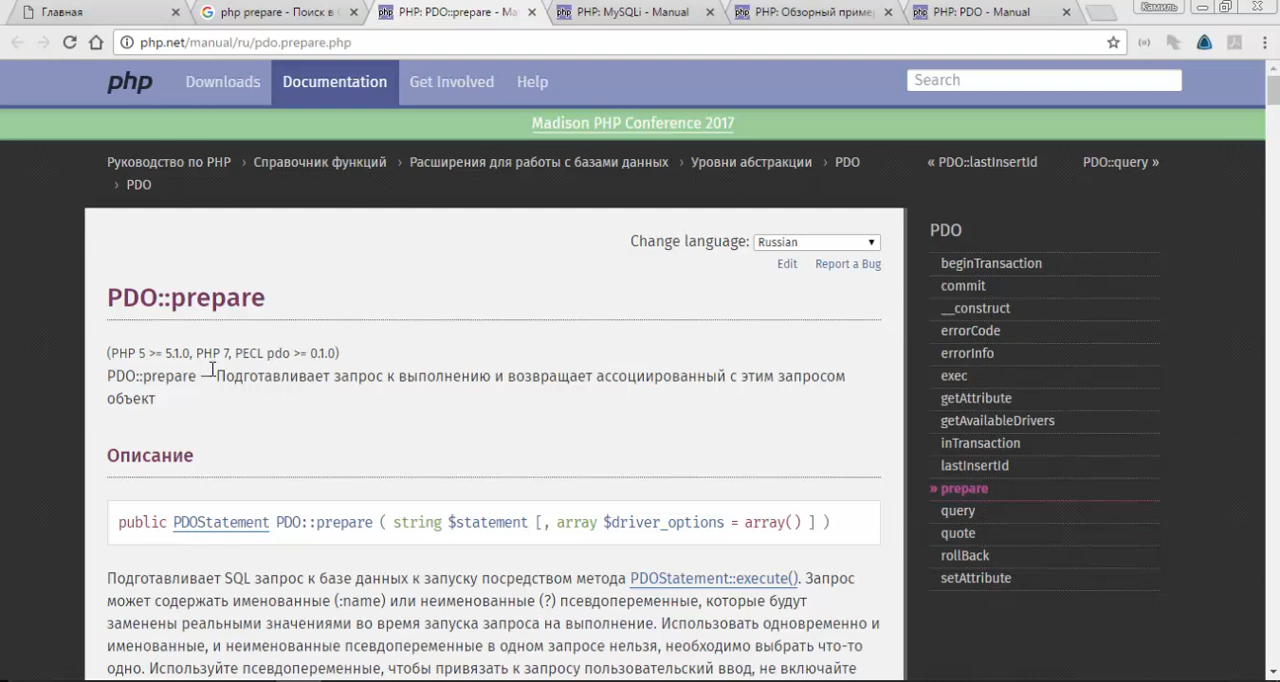 Главная
php prepare - Поиск в G
PHP: PDO::prepare - Ma
PHP: MySQLi - Manual
PHP: Обзорный пример
PHP: PDO - Manual
Камиль
php.net/manual/ru/pdo.prepare.php
php
Downloads
Documentation
Get Involved
Help
Search
Madison PHP Conference 2017
Руководство по PHP › Справочник функций › Расширения для работы с базами данных › Уровни абстракции › PDO
› PDO
« PDO::lastInsertId
PDO::query »
Change language: Russian
Edit
Report a Bug
PDO::prepare
(PHP 5 >= 5.1.0, PHP 7, PECL pdo >= 0.1.0)
PDO::prepare — Подготавливает запрос к выполнению и возвращает ассоциированный с этим запросом
объект
Описание
public PDOStatement PDO::prepare ( string $statement [, array $driver_options = array() ] )
Подготавливает SQL запрос к базе данных к запуску посредством метода PDOStatement::execute(). Запрос
может содержать именованные (:name) или неименованные (?) псевдопеременные, которые будут
заменены реальными значениями во время запуска запроса на выполнение. Использовать одновременно и
именованные, и неименованные псевдопеременные в одном запросе нельзя, необходимо выбрать что-то
одно. Используйте псевдопеременные, чтобы привязать к запросу пользовательский ввод, не включайте
PDO
beginTransaction
commit
__construct
errorCode
errorInfo
exec
getAttribute
getAvailableDrivers
inTransaction
lastInsertId
» prepare
query
quote
rollBack
setAttribute